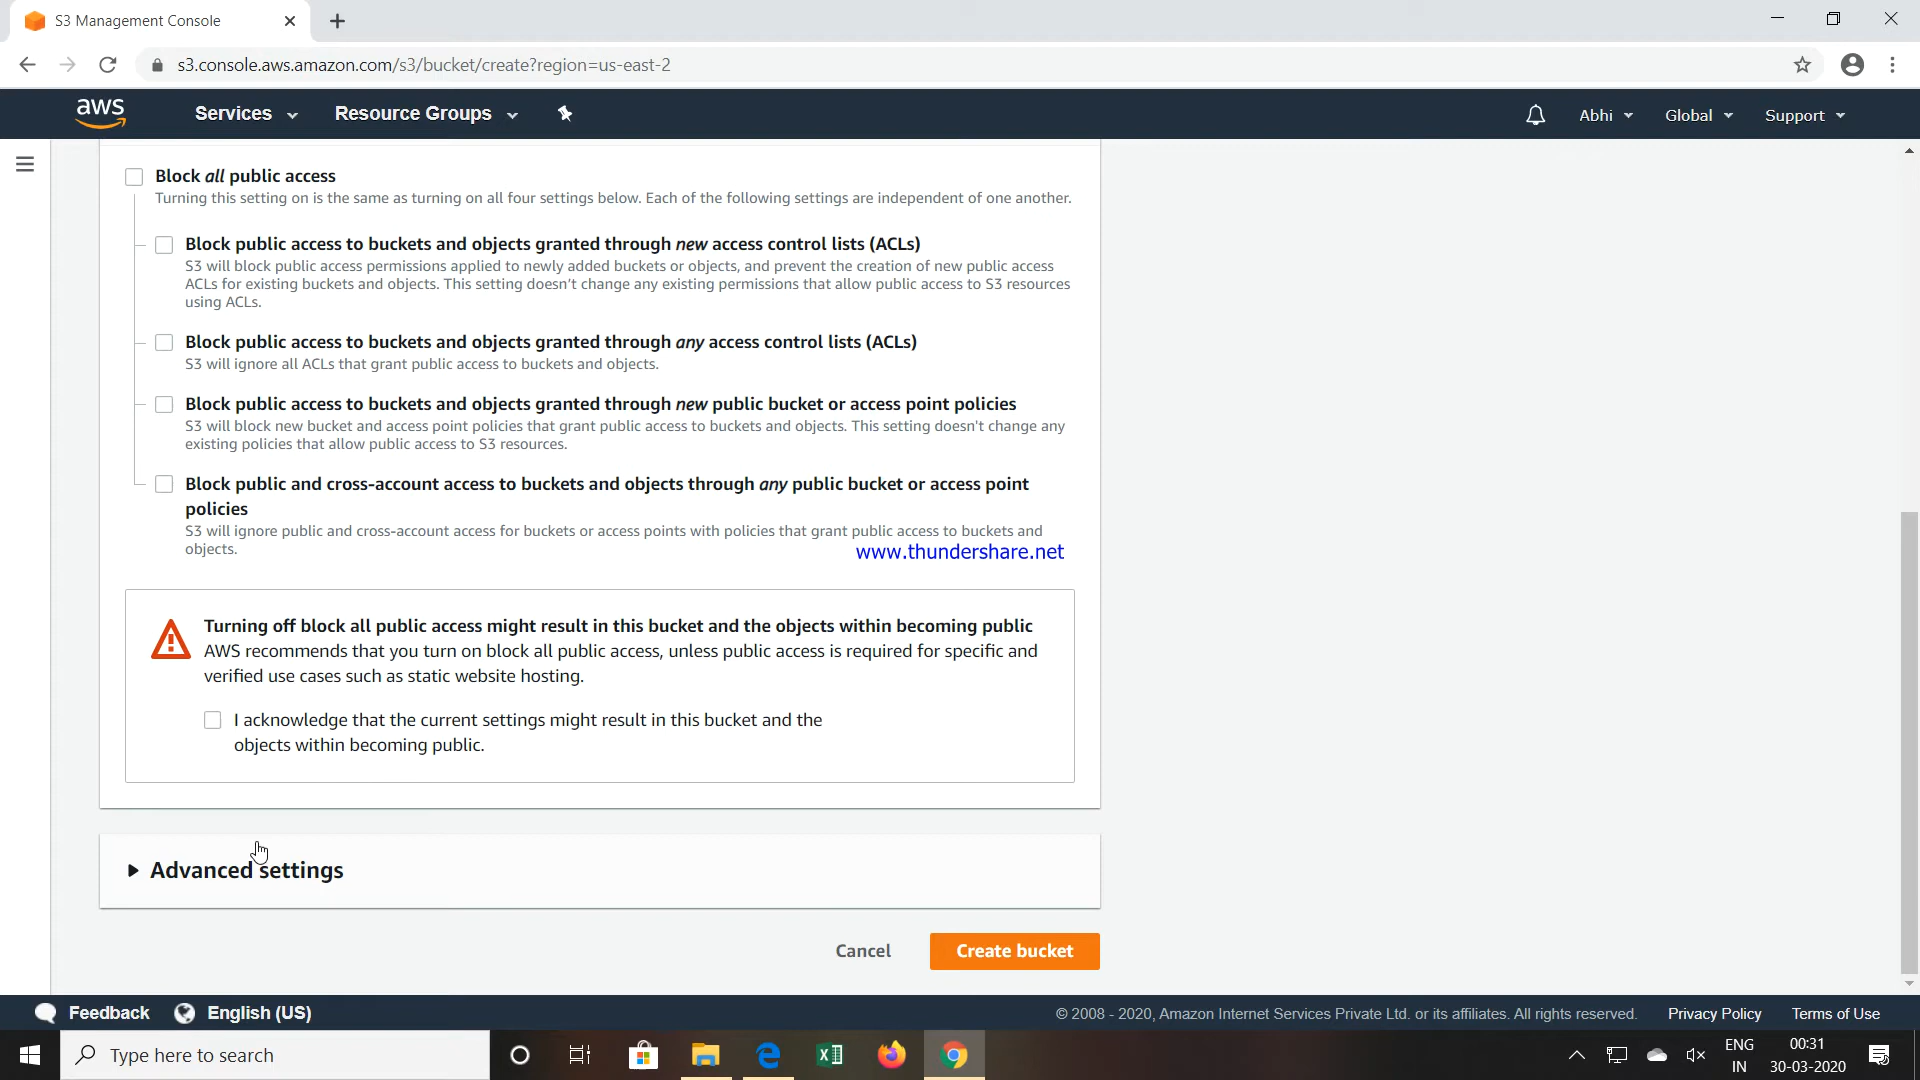 S3 Management Console
s3.console.aws.amazon.com/s3/bucket/create?region=us-east-2
aws
Services
Resource Groups
Abhi
Global
Support
Block all public access
Turning this setting on is the same as turning on all four settings below. Each of the following settings are independent of one another.
Block public access to buckets and objects granted through new access control lists (ACLs)
S3 will block public access permissions applied to newly added buckets or objects, and prevent the creation of new public access
ACLs for existing buckets and objects. This setting doesn't change any existing permissions that allow public access to S3 resources
using ACLs.
Block public access to buckets and objects granted through any access control lists (ACLs)
S3 will ignore all ACLs that grant public access to buckets and objects.
Block public access to buckets and objects granted through new public bucket or access point policies
S3 will block new bucket and access point policies that grant public access to buckets and objects. This setting doesn't change any
existing policies that allow public access to S3 resources.
Block public and cross-account access to buckets and objects through any public bucket or access point
policies
S3 will ignore public and cross-account access for buckets or access points with policies that grant public access to buckets and
objects.
www.thundershare.net
Turning off block all public access might result in this bucket and the objects within becoming public
AWS recommends that you turn on block all public access, unless public access is required for specific and
verified use cases such as static website hosting.
I acknowledge that the current settings might result in this bucket and the
objects within becoming public.
Advanced settings
Cancel
Create bucket
Feedback
English (US)
© 2008 - 2020, Amazon Internet Services Private Ltd. or its affiliates. All rights reserved.
Privacy Policy
Terms of Use
Type here to search
ENG
IN
00:31
30-03-2020